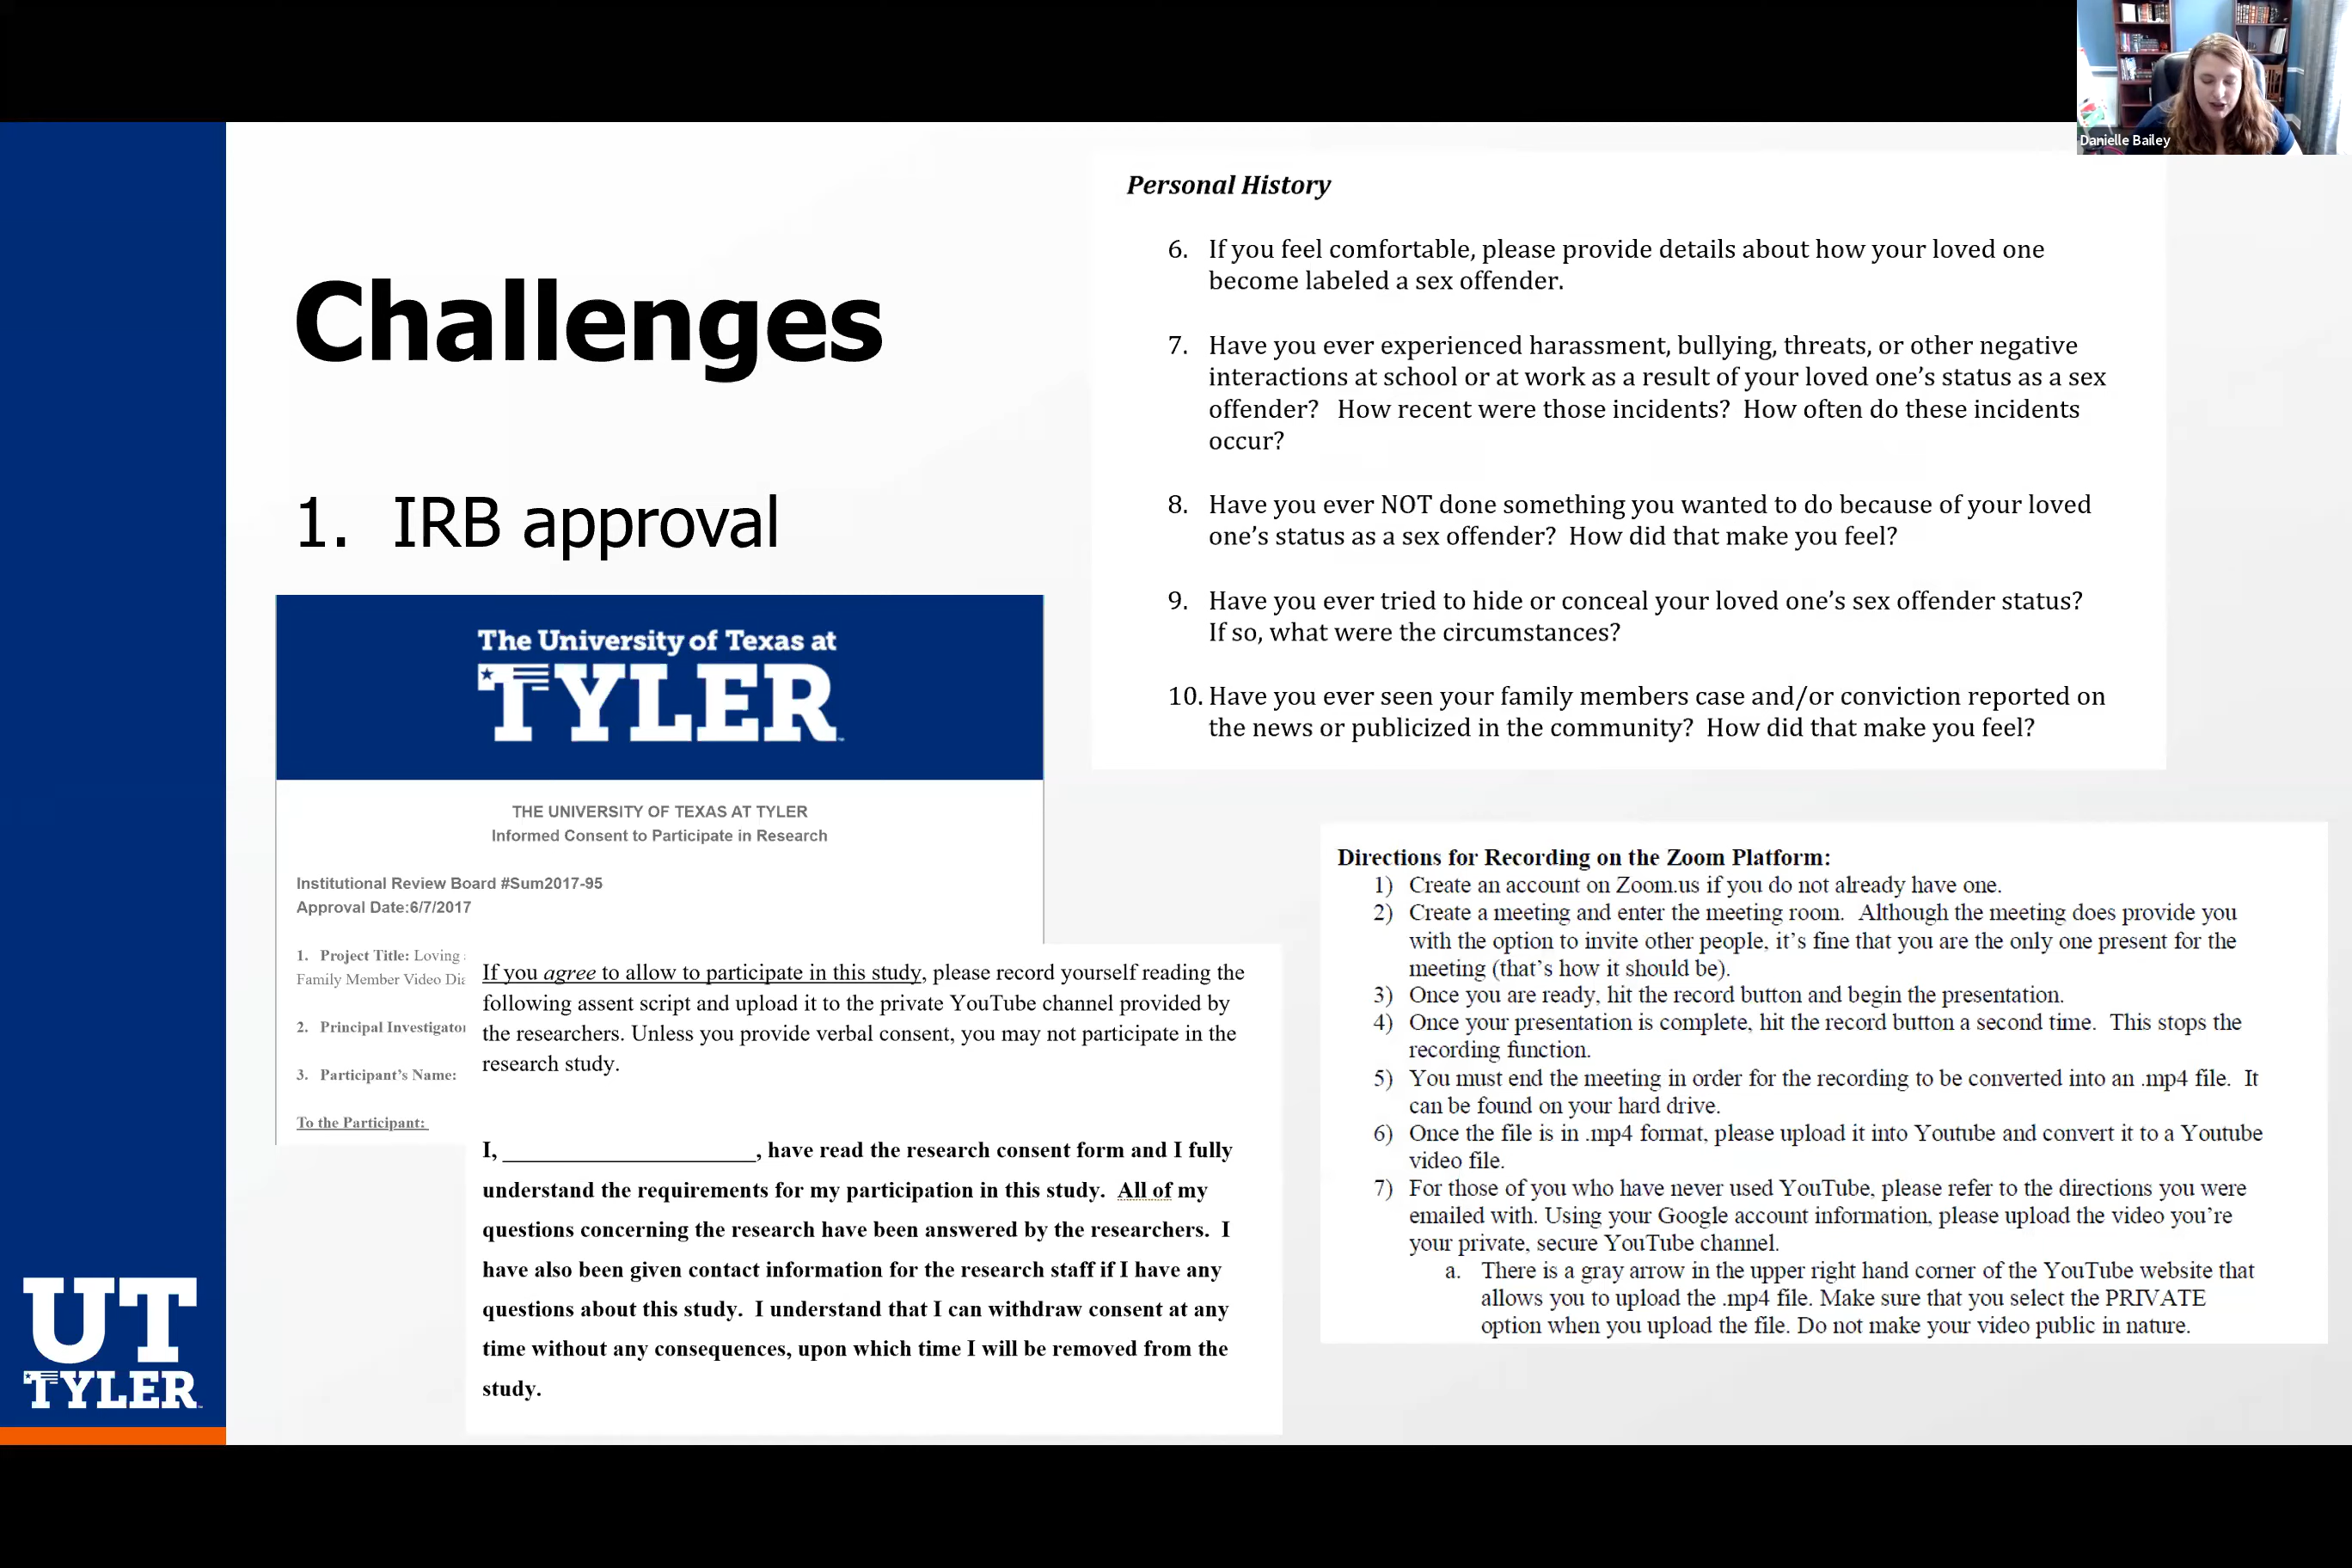 Danielle Bailey
Challenges
1. IRB approval
The University of Texas at
TYLER
THE UNIVERSITY OF TEXAS AT TYLER
Informed Consent to Participate in Research
Institutional Review Board #Sum2017-95
Approval Date:6/7/2017
1. Project Title: Loving
Family Member Video
2. Principal
3. Participant's Name:
To the Participant:
If you agree to allow to participate in this study, please record yourself reading the
following assent script and upload it to the private YouTube channel provided by
the researchers. Unless you provide verbal consent, you may not participate in the
research study.
I, ______________________, have read the research consent form and I fully
understand the requirements for my participation in this study.  All of my
questions concerning the research have been answered by the researchers.  I
have also been given contact information for the research staff if I have any
questions about this study.  I understand that I can withdraw consent at any
time without any consequences, upon which time I will be removed from the
study.
Personal History
6. If you feel comfortable, please provide details about how your loved one
become labeled a sex offender.
7. Have you ever experienced harassment, bullying, threats, or other negative
interactions at school or at work as a result of your loved one's status as a sex
offender?  How recent were those incidents?  How often do these incidents
occur?
8. Have you ever NOT done something you wanted to do because of your loved
one's status as a sex offender?  How did that make you feel?
9. Have you ever tried to hide or conceal your loved one's sex offender status?
If so, what were the circumstances?
10. Have you ever seen your family members case and/or conviction reported on
the news or publicized in the community?  How did that make you feel?
Directions for Recording on the Zoom Platform:
1) Create an account on Zoom.us if you do not already have one.
2) Create a meeting and enter the meeting room.  Although the meeting does provide you
with the option to invite other people, it's fine that you are the only one present for the
meeting (that's how it should be).
3) Once you are ready, hit the record button and begin the presentation.
4) Once your presentation is complete, hit the record button a second time.  This stops the
recording function.
5) You must end the meeting in order for the recording to be converted into an .mp4 file.  It
can be found on your hard drive.
6) Once the file is in .mp4 format, please upload it into Youtube and convert it to a Youtube
video file.
7) For those of you who have never used YouTube, please refer to the directions you were
emailed with. Using your Google account information, please upload the video you're
your private, secure YouTube channel.
a. There is a gray arrow in the upper right hand corner of the YouTube website that
allows you to upload the .mp4 file. Make sure that you select the PRIVATE
option when you upload the file. Do not make your video public in nature.
UT
TYLER